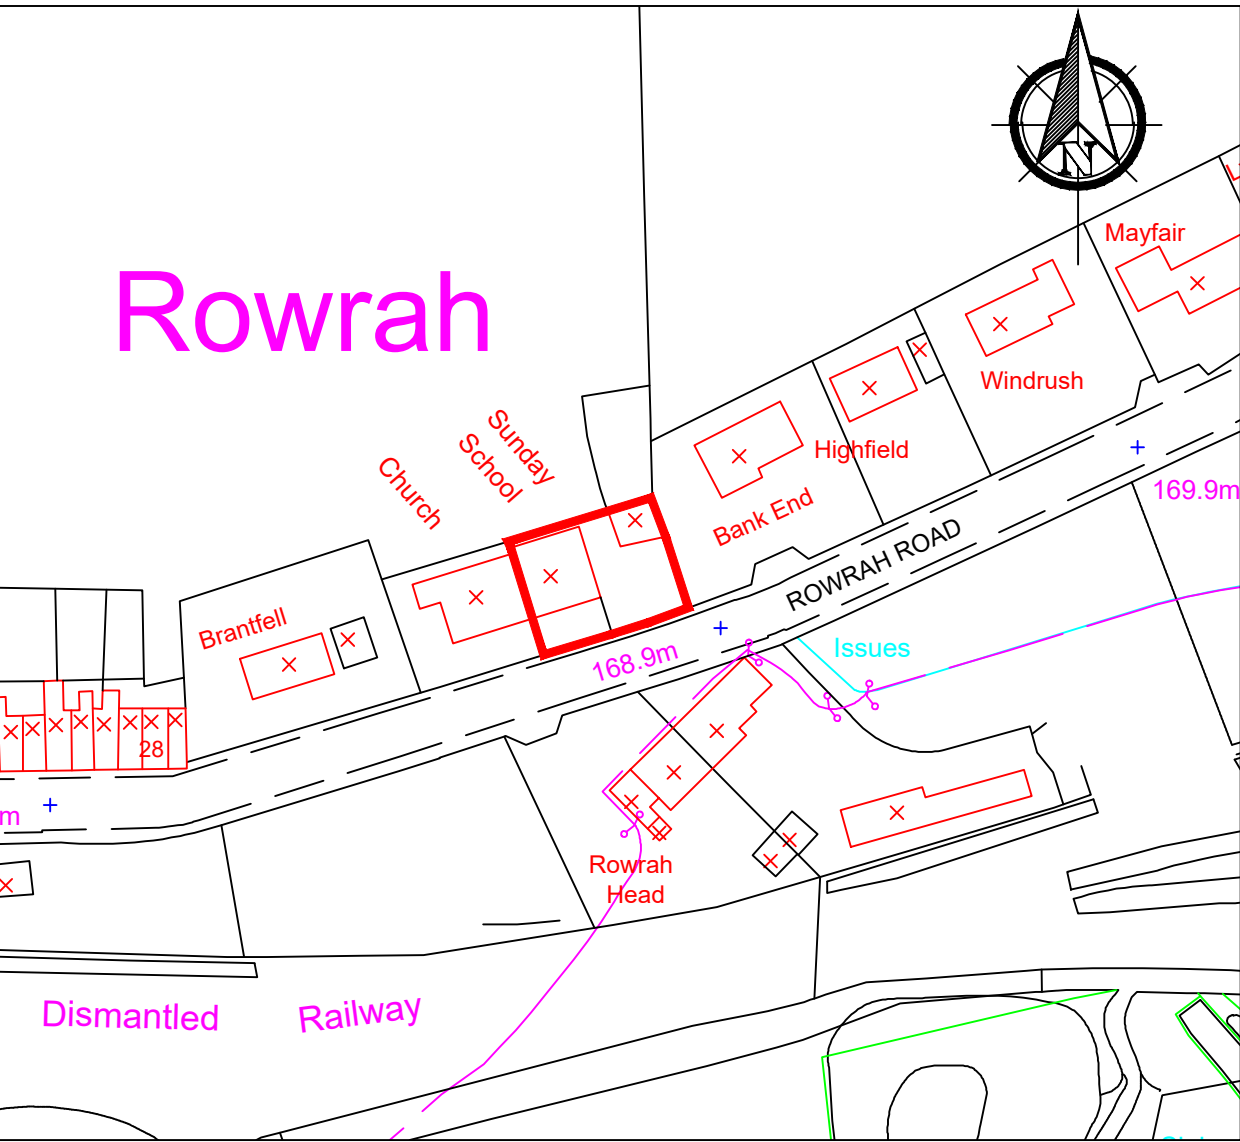 N
Mayfair
Rowrah
Windrush
Sunday
School
Church
Highfield
169.9m
Bank End
ROWRAH ROAD
Brantfell
168.9m
Issues
28
m
Rowrah
Head
Dismantled Railway